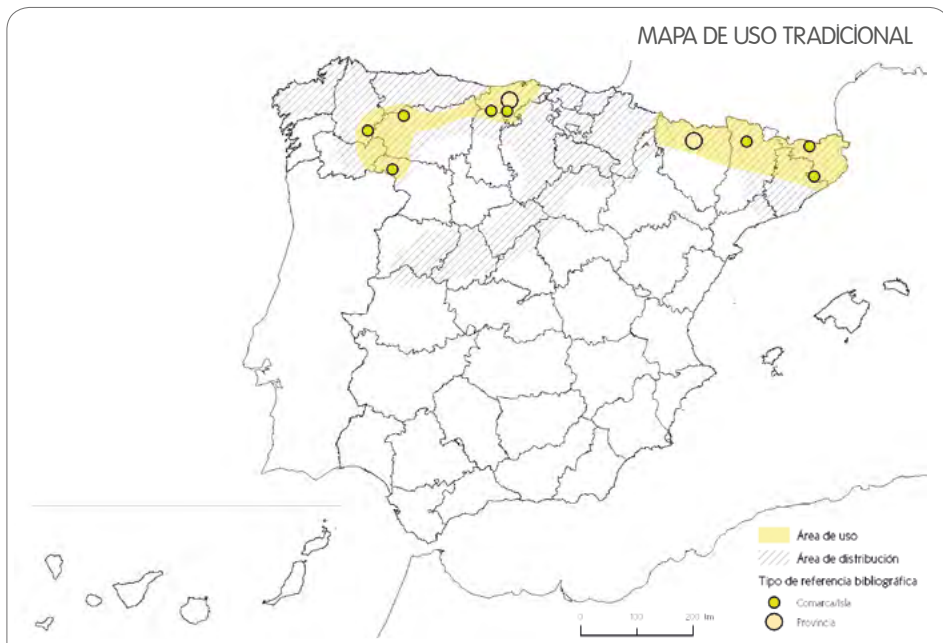 MAPA DE USO TRADICIONAL
Área de uso
Área de distribución
Tipo de referencia bibliográfica
Comarca/Isla
Provincia
0 100 200 km